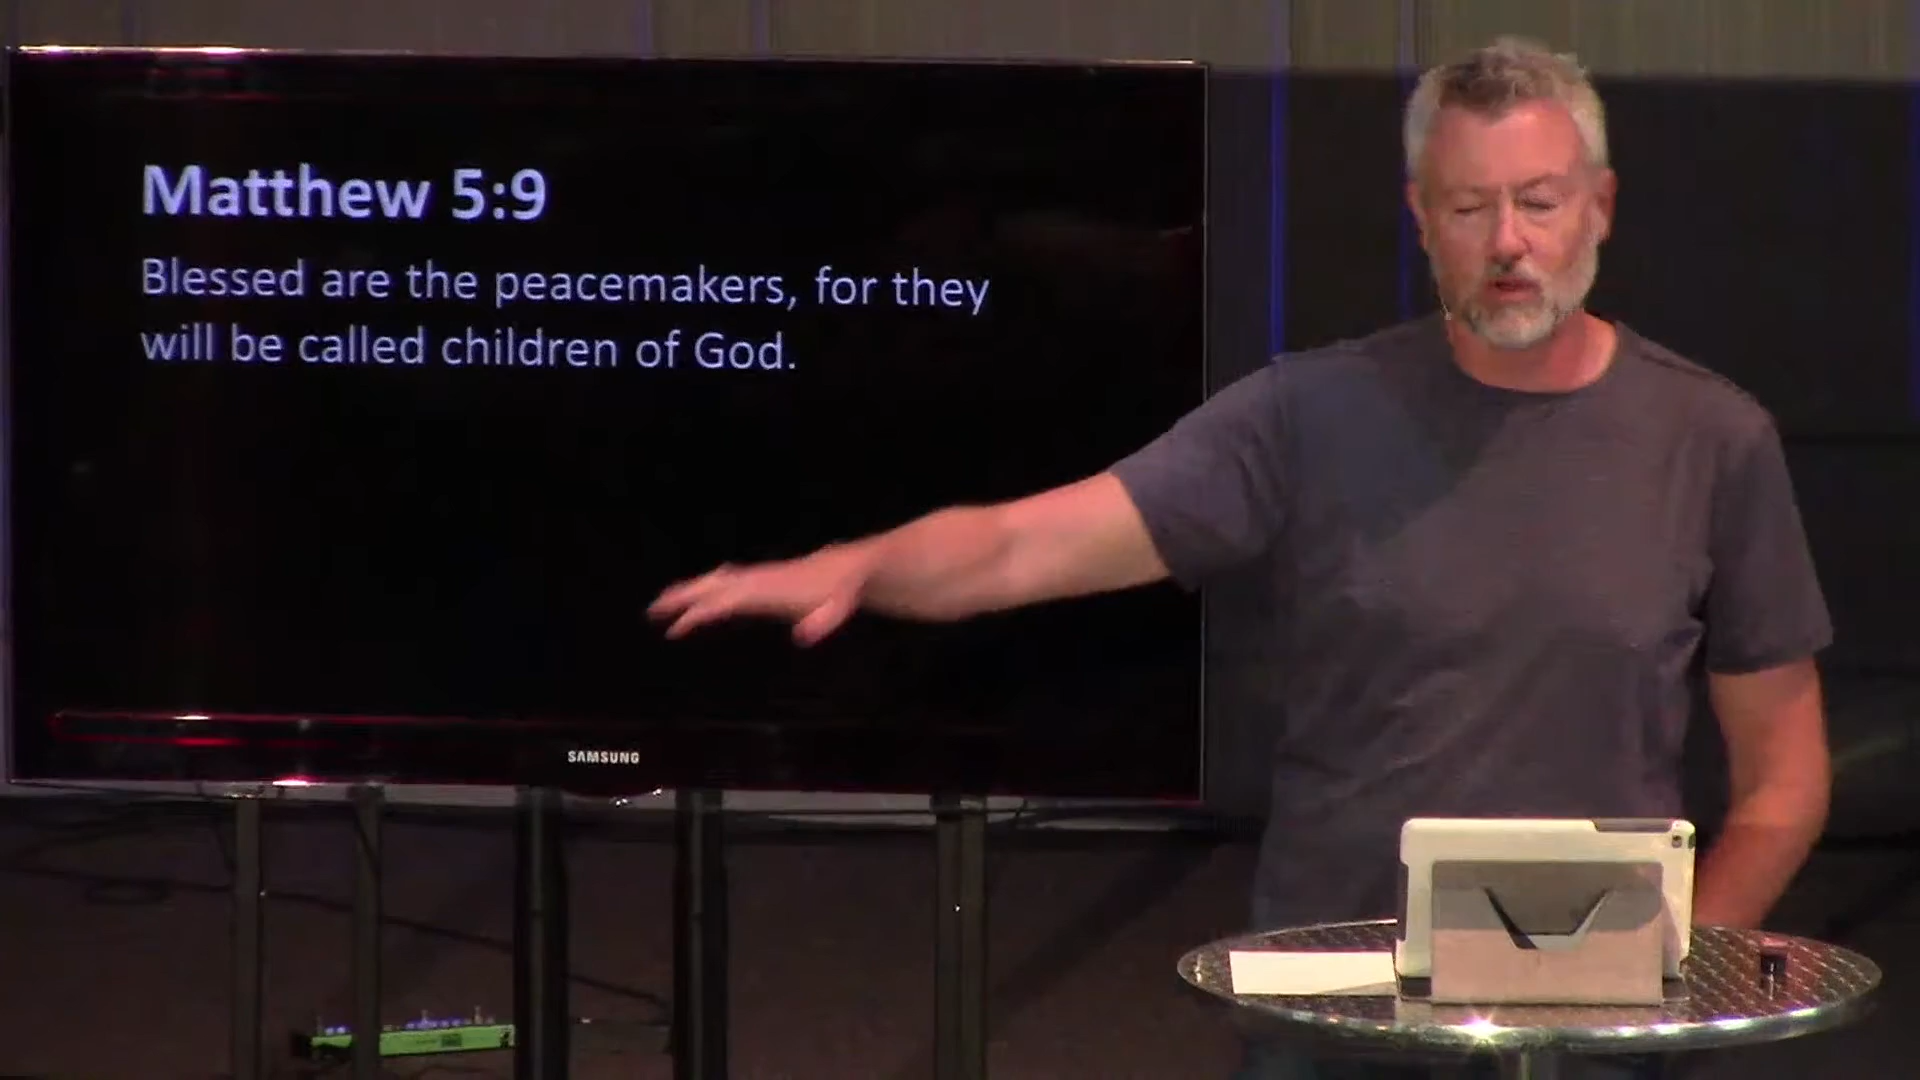 Matthew 5:9
Blessed are the peacemakers, for they
will be called children of God.
SAMSUNG